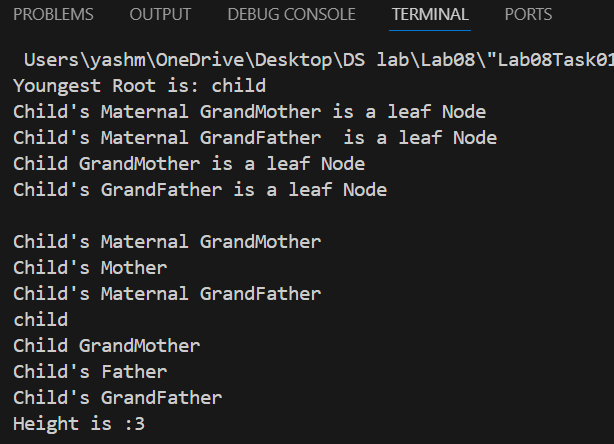 PROBLEMS OUTPUT DEBUG CONSOLE TERMINAL PORTS
Users\yashm\OneDrive\Desktop\DS lab\Lab08\"Lab08Task01
Youngest Root is: child
Child's Maternal GrandMother is a leaf Node
Child's Maternal GrandFather  is a leaf Node
Child GrandMother is a leaf Node
Child's GrandFather is a leaf Node
Child's Maternal GrandMother
Child's Mother
Child's Maternal GrandFather
child
Child GrandMother
Child's Father
Child's GrandFather
Height is :3